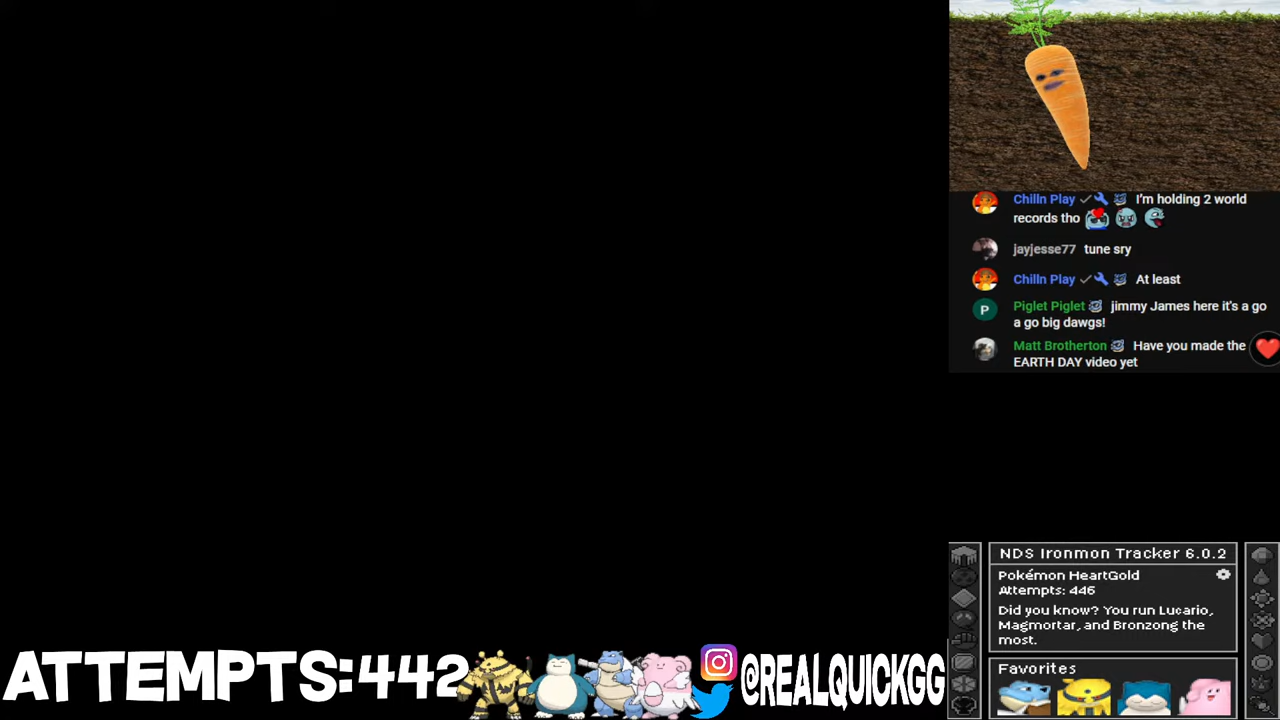 Chilln Play I'm holding 2 world
records tho
jayjesse77 tune sry
Chilln Play At least
P Piglet Piglet jimmy James here it's a go
a go big dawgs!
Matt Brotherton Have you made the
EARTH DAY video yet
NDS Ironmon Tracker 6.0.2
Pokémon HeartGold
Attempts: 446
Did you know? You run Lucario,
Magmortar, and Bronzong the
most.
Favorites
ATTEMPTS:442
@REALQUICKGG